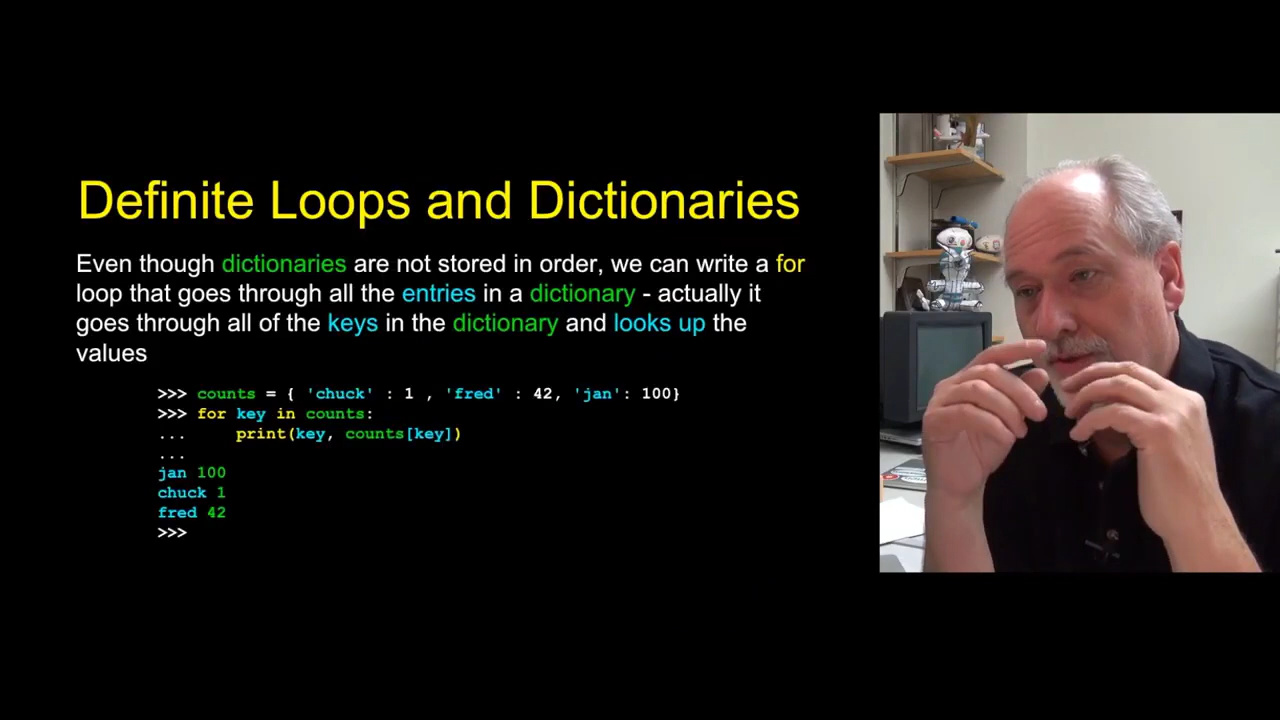 Definite Loops and Dictionaries
Even though dictionaries are not stored in order, we can write a for
loop that goes through all the entries in a dictionary - actually it
goes through all of the keys in the dictionary and looks up the
values
>>> counts = { 'chuck' : 1 , 'fred' : 42, 'jan': 100}
>>> for key in counts:
...     print(key, counts[key])
...
jan 100
chuck 1
fred 42
>>>